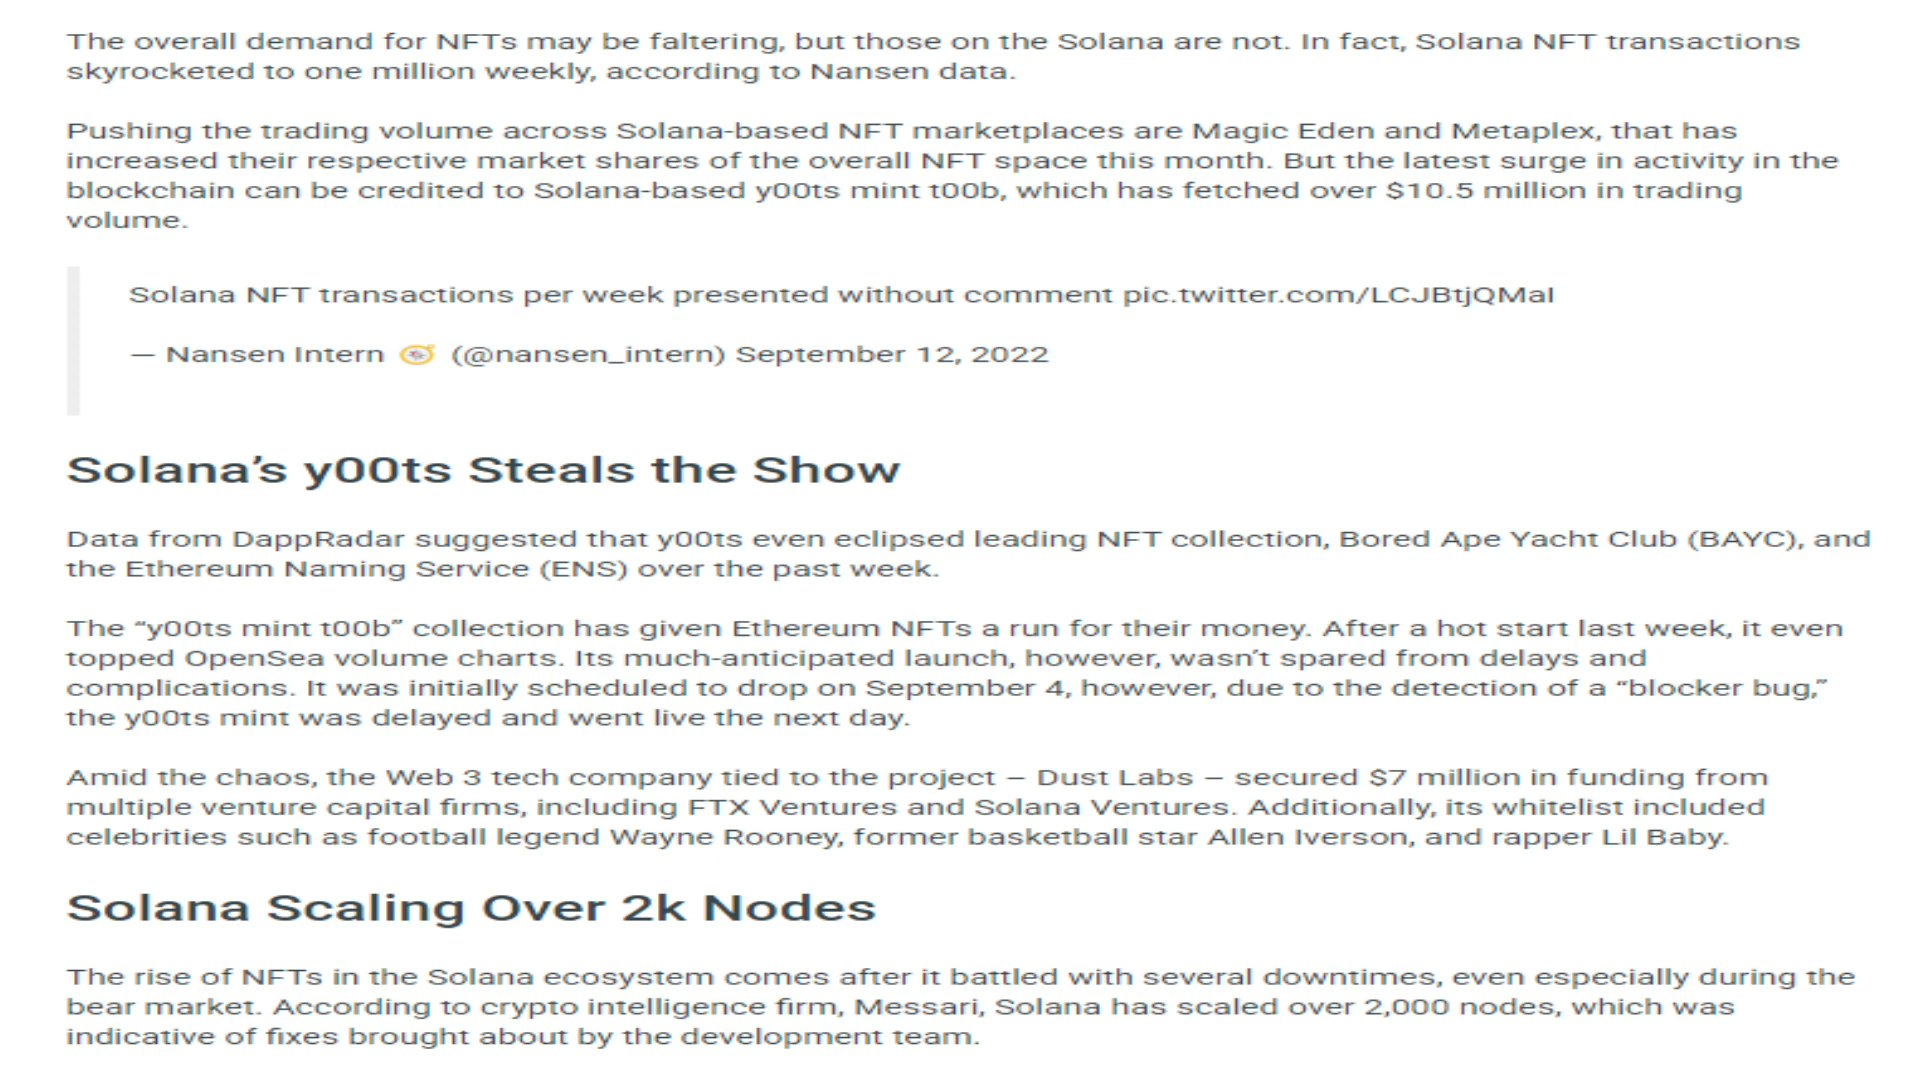 The overall demand for NFTs may be faltering, but those on the Solana are not. In fact, Solana NFT transactions
skyrocketed to one million weekly, according to Nansen data.
Pushing the trading volume across Solana-based NFT marketplaces are Magic Eden and Metaplex, that has
increased their respective market shares of the overall NFT space this month. But the latest surge in activity in the
blockchain can be credited to Solana-based y00ts mint t00b, which has fetched over $10.5 million in trading
volume.
Solana NFT transactions per week presented without comment pic.twitter.com/LCJBtjQMaI
— Nansen Intern 🧭 (@nansen_intern) September 12, 2022
Solana’s y00ts Steals the Show
Data from DappRadar suggested that y00ts even eclipsed leading NFT collection, Bored Ape Yacht Club (BAYC), and
the Ethereum Naming Service (ENS) over the past week.
The “y00ts mint t00b” collection has given Ethereum NFTs a run for their money. After a hot start last week, it even
topped OpenSea volume charts. Its much-anticipated launch, however, wasn’t spared from delays and
complications. It was initially scheduled to drop on September 4, however, due to the detection of a “blocker bug,”
the y00ts mint was delayed and went live the next day.
Amid the chaos, the Web 3 tech company tied to the project – Dust Labs – secured $7 million in funding from
multiple venture capital firms, including FTX Ventures and Solana Ventures. Additionally, its whitelist included
celebrities such as football legend Wayne Rooney, former basketball star Allen Iverson, and rapper Lil Baby.
Solana Scaling Over 2k Nodes
The rise of NFTs in the Solana ecosystem comes after it battled with several downtimes, even especially during the
bear market. According to crypto intelligence firm, Messari, Solana has scaled over 2,000 nodes, which was
indicative of fixes brought about by the development team.